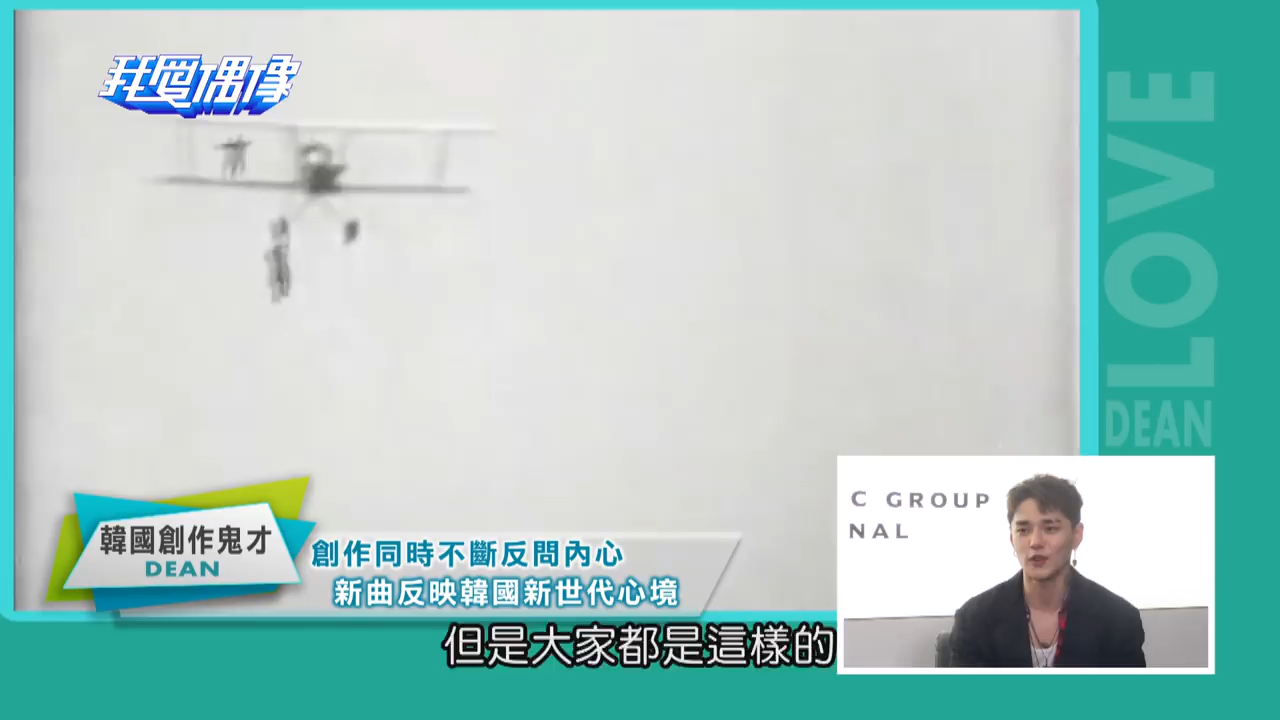 我愛偶像
LOVE
DEAN
C GROUP
NAL
韓國創作鬼才
DEAN
創作同時不斷反問內心
新曲反映韓國新世代心境
但是大家都是這樣的